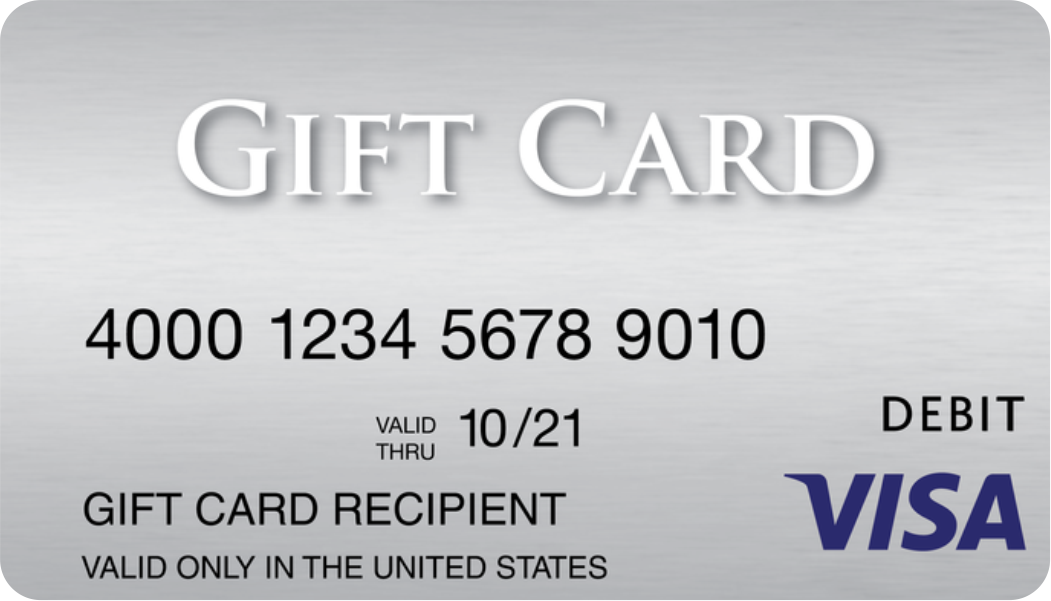 GIFT CARD
4000 1234 5678 9010
VALID THRU 10/21
DEBIT
GIFT CARD RECIPIENT
VISA
VALID ONLY IN THE UNITED STATES